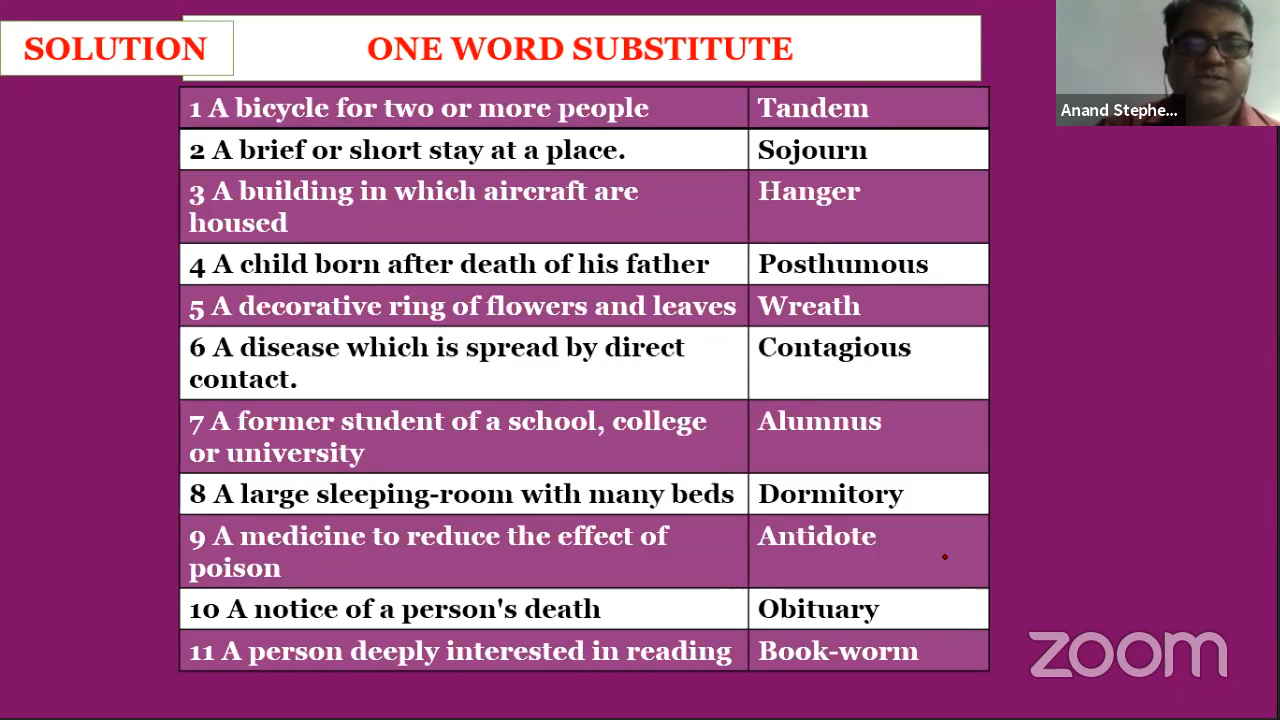 SOLUTION
ONE WORD SUBSTITUTE
1 A bicycle for two or more people
Tandem
2 A brief or short stay at a place.
Sojourn
3 A building in which aircraft are
housed
Hanger
4 A child born after death of his father
Posthumous
5 A decorative ring of flowers and leaves
Wreath
6 A disease which is spread by direct
contact.
Contagious
7 A former student of a school, college
or university
Alumnus
8 A large sleeping-room with many beds
Dormitory
9 A medicine to reduce the effect of
poison
Antidote
10 A notice of a person's death
Obituary
11 A person deeply interested in reading
Book-worm
Anand Stephe...
zoom